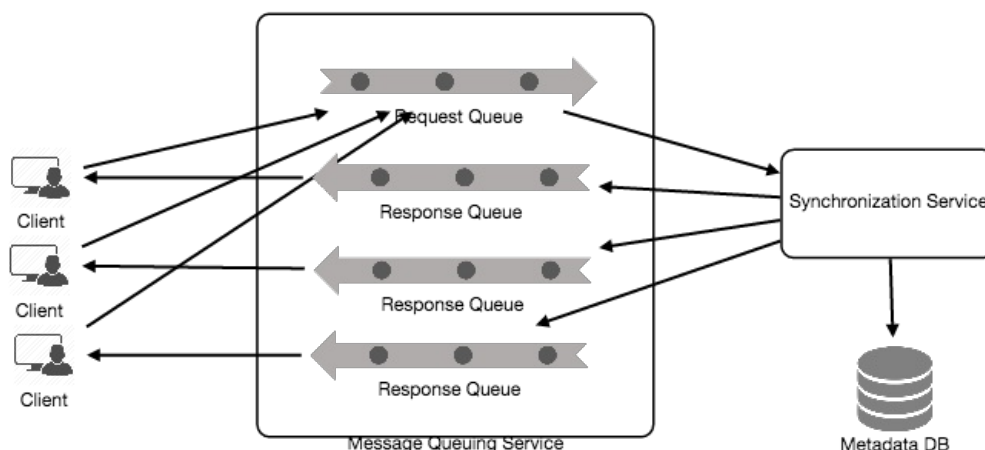 Request Queue
Response Queue
Synchronization Service
Client
Response Queue
Client
Response Queue
Client
Message Queuing Service
Metadata DB